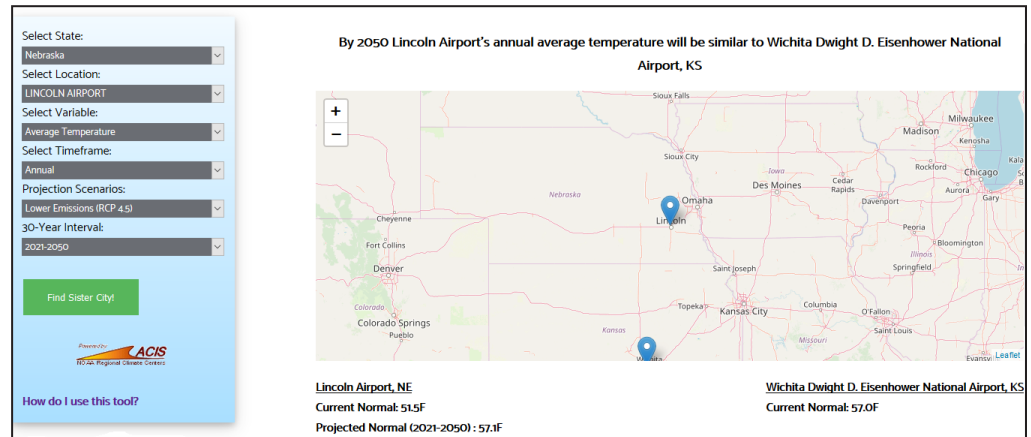 Select State:
Nebraska
Select Location:
LINCOLN AIRPORT
Select Variable:
Average Temperature
Select Timeframe:
Annual
Projection Scenarios:
Lower Emissions (RCP 4.5)
30-Year Interval:
2021-2050
Find Sister City!
Powered by:
ACIS
NOAA Regional Climate Centers
How do I use this tool?
By 2050 Lincoln Airport's annual average temperature will be similar to Wichita Dwight D. Eisenhower National
Airport, KS
+
−
Sioux Falls
Milwaukee
Madison
Kenosha
Sioux City
Rockford
Chicago
Iowa
Des Moines
Cedar
Rapids
Aurora
Gary
Nebraska
Omaha
Davenport
Lincoln
Cheyenne
Peoria
Fort Collins
Bloomington
Illinois
Denver
Saint Joseph
Springfield
Colorado
Topeka
Kansas City
Columbia
O'Fallon
Colorado Springs
Saint Louis
Pueblo
Kansas
Missouri
Wichita
Leaflet
Lincoln Airport, NE
Current Normal: 51.5F
Projected Normal (2021-2050) : 57.1F
Wichita Dwight D. Eisenhower National Airport, KS
Current Normal: 57.0F